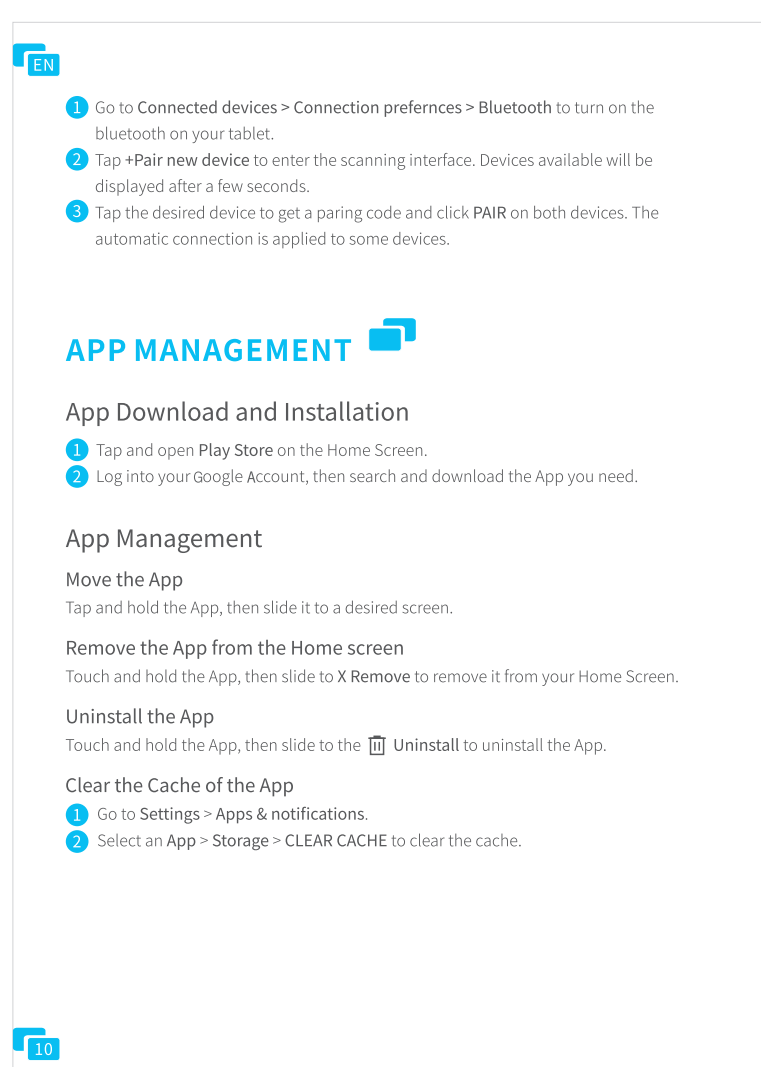 EN
1 Go to Connected devices > Connection prefernces > Bluetooth to turn on the
bluetooth on your tablet.
2 Tap +Pair new device to enter the scanning interface. Devices available will be
displayed after a few seconds.
3 Tap the desired device to get a paring code and click PAIR on both devices. The
automatic connection is applied to some devices.
APP MANAGEMENT
App Download and Installation
1 Tap and open Play Store on the Home Screen.
2 Log into your Google Account, then search and download the App you need.
App Management
Move the App
Tap and hold the App, then slide it to a desired screen.
Remove the App from the Home screen
Touch and hold the App, then slide to X Remove to remove it from your Home Screen.
Uninstall the App
Touch and hold the App, then slide to the Uninstall to uninstall the App.
Clear the Cache of the App
1 Go to Settings > Apps & notifications.
2 Select an App > Storage > CLEAR CACHE to clear the cache.
10